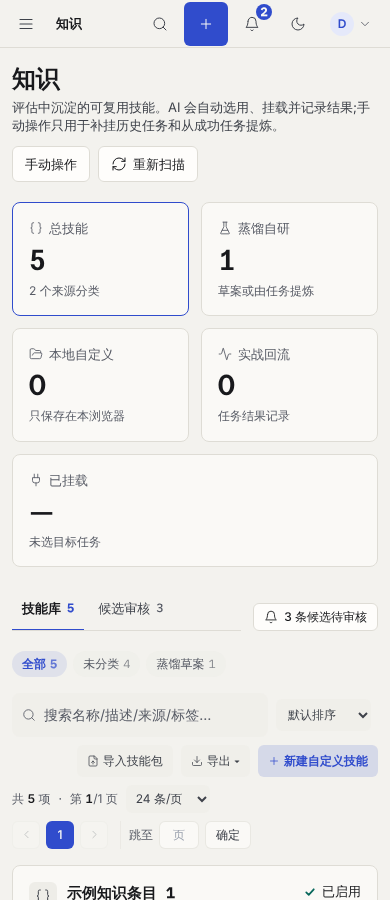 知识
2
D
知识
评估中沉淀的可复用技能。AI 会自动选用、挂载并记录结果;手
动操作只用于补挂历史任务和从成功任务提炼。
手动操作
重新扫描
总技能
5
2 个来源分类
蒸馏自研
1
草案或由任务提炼
本地自定义
0
只保存在本浏览器
实战回流
0
任务结果记录
已挂载
—
未选目标任务
技能库 5
候选审核 3
3 条候选待审核
全部 5
未分类 4
蒸馏草案 1
搜索名称/描述/来源/标签...
默认排序
导入技能包
导出
新建自定义技能
共 5 项 · 第 1/1 页
24 条/页
1
跳至
页
确定
示例知识条目 1
已启用